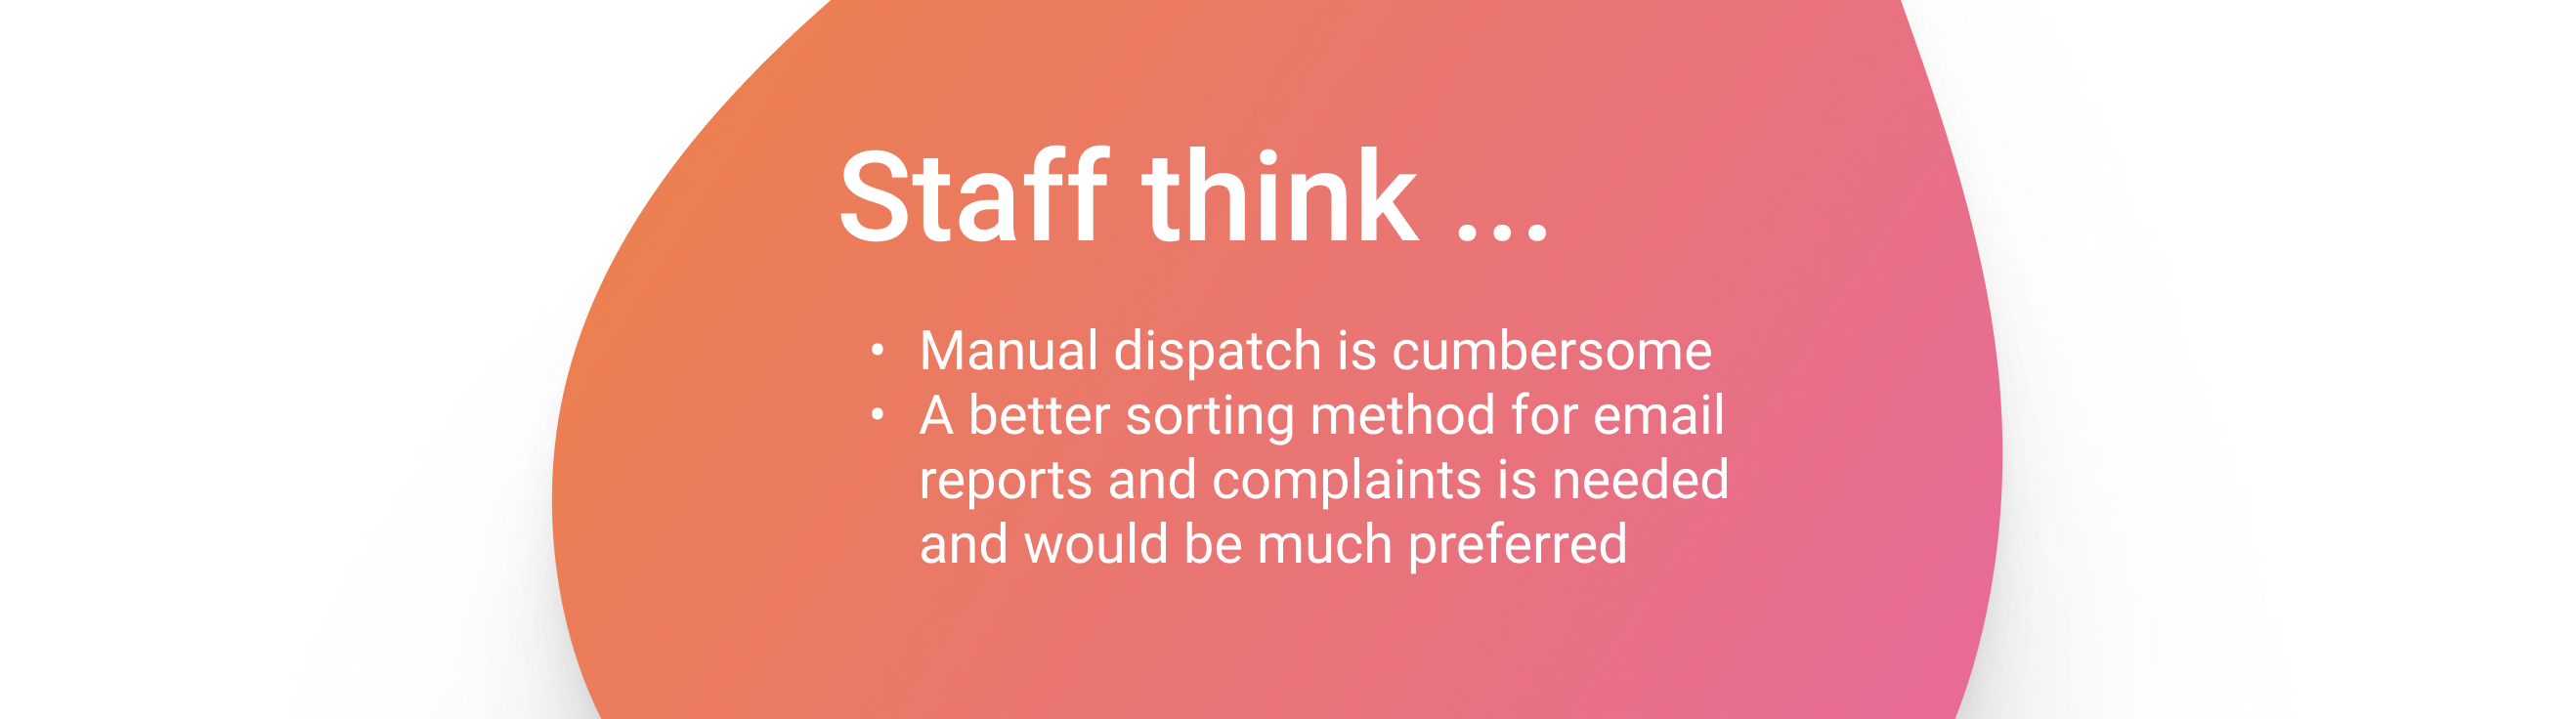 Staff think ...
• Manual dispatch is cumbersome
• A better sorting method for email
reports and complaints is needed
and would be much preferred